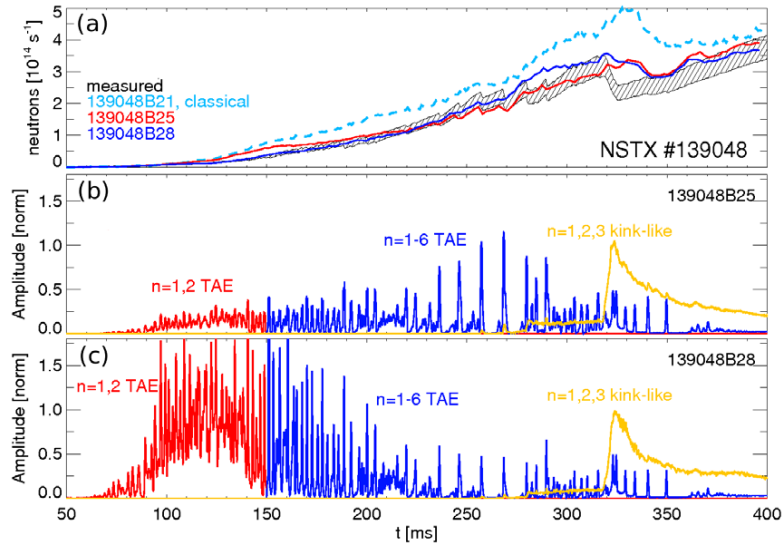 (a)
5
4
3
2
1
0
neutrons [10¹⁴ s⁻¹]
measured
139048B21, classical
139048B25
139048B28
NSTX #139048
(b)
139048B25
1.5
1.0
0.5
0.0
Amplitude [norm]
n=1,2 TAE
n=1-6 TAE
n=1,2,3 kink-like
(c)
139048B28
1.5
1.0
0.5
0.0
Amplitude [norm]
n=1,2 TAE
n=1-6 TAE
n=1,2,3 kink-like
50 100 150 200 250 300 350 400
t [ms]